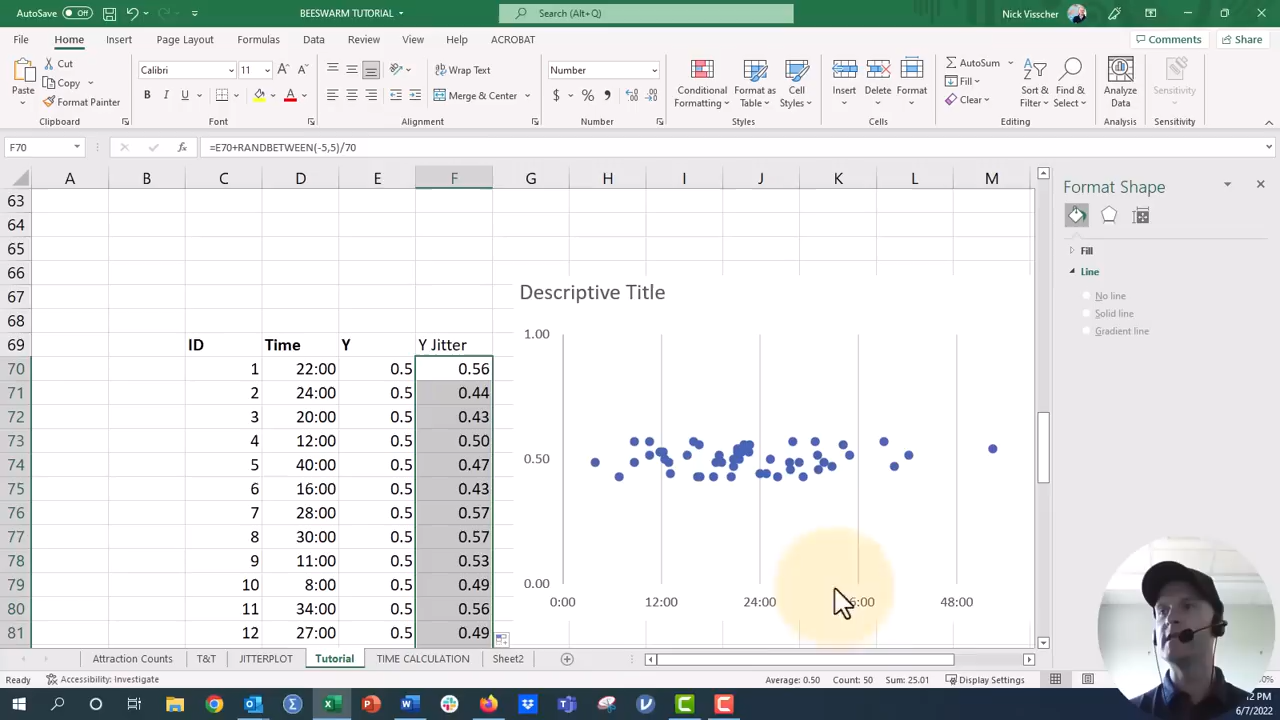 AutoSave Off BEESWARM TUTORIAL Search (Alt+Q) Nick Visscher
File Home Insert Page Layout Formulas Data Review View Help ACROBAT Comments Share
Paste Cut Copy Format Painter Clipboard
Calibri 11 B I U A Font
Wrap Text Merge & Center Alignment
Number $ % Number
Conditional Formatting Format as Table Cell Styles Styles
Insert Delete Format Cells
AutoSum Fill Clear Sort & Filter Find & Select Editing
Analyze Data Analysis
Sensitivity Sensitivity
F70 fx =E70+RANDBETWEEN(-5,5)/70
A B C D E F G H I J K L M
63
64
65
66
67
68
69 ID Time Y Y Jitter
70 1 22:00 0.5 0.56
71 2 24:00 0.5 0.44
72 3 20:00 0.5 0.43
73 4 12:00 0.5 0.50
74 5 40:00 0.5 0.47
75 6 16:00 0.5 0.43
76 7 28:00 0.5 0.57
77 8 30:00 0.5 0.57
78 9 11:00 0.5 0.53
79 10 8:00 0.5 0.49
80 11 34:00 0.5 0.56
81 12 27:00 0.5 0.49
Descriptive Title
1.00
0.50
0.00
0:00 12:00 24:00 6:00 48:00
Format Shape
Fill
Line
No line
Solid line
Gradient line
Attraction Counts T&T JITTERPLOT Tutorial TIME CALCULATION Sheet2
Ready Accessibility: Investigate Average: 0.50 Count: 50 Sum: 25.01 Display Settings
6/7/2022